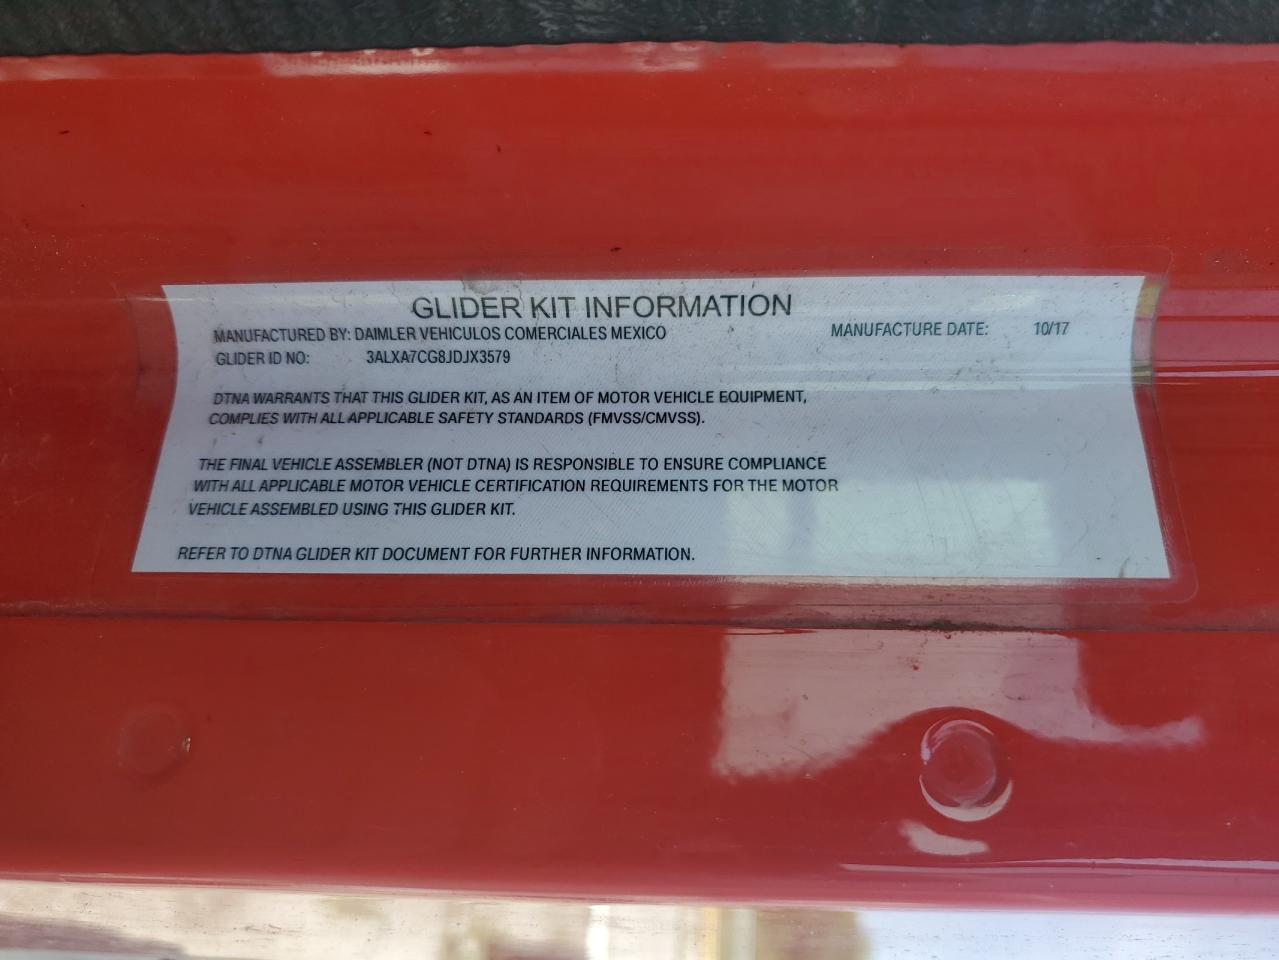 GLIDER KIT INFORMATION
MANUFACTURED BY: DAIMLER VEHICULOS COMERCIALES MEXICO MANUFACTURE DATE: 10/17
GLIDER ID NO: 3ALXA7CG8JDJX3579
DTNA WARRANTS THAT THIS GLIDER KIT, AS AN ITEM OF MOTOR VEHICLE EQUIPMENT,
COMPLIES WITH ALL APPLICABLE SAFETY STANDARDS (FMVSS/CMVSS).
THE FINAL VEHICLE ASSEMBLER (NOT DTNA) IS RESPONSIBLE TO ENSURE COMPLIANCE
WITH ALL APPLICABLE MOTOR VEHICLE CERTIFICATION REQUIREMENTS FOR THE MOTOR
VEHICLE ASSEMBLED USING THIS GLIDER KIT.
REFER TO DTNA GLIDER KIT DOCUMENT FOR FURTHER INFORMATION.